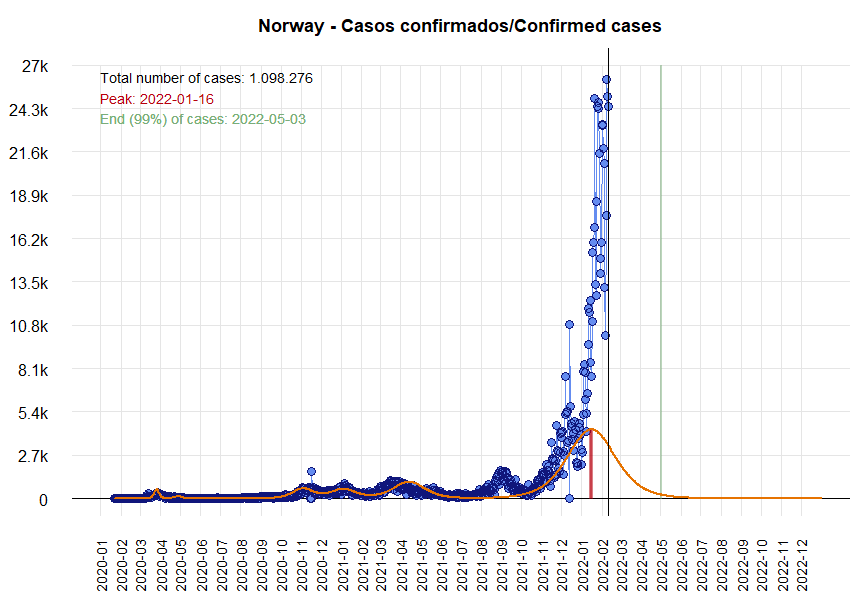 Norway - Casos confirmados/Confirmed cases
Total number of cases: 1.098.276
Peak: 2022-01-16
End (99%) of cases: 2022-05-03
27k
24.3k
21.6k
18.9k
16.2k
13.5k
10.8k
8.1k
5.4k
2.7k
0
2020-01
2020-02
2020-03
2020-04
2020-05
2020-06
2020-07
2020-08
2020-09
2020-10
2020-11
2020-12
2021-01
2021-02
2021-03
2021-04
2021-05
2021-06
2021-07
2021-08
2021-09
2021-10
2021-11
2021-12
2022-01
2022-02
2022-03
2022-04
2022-05
2022-06
2022-07
2022-08
2022-09
2022-10
2022-11
2022-12